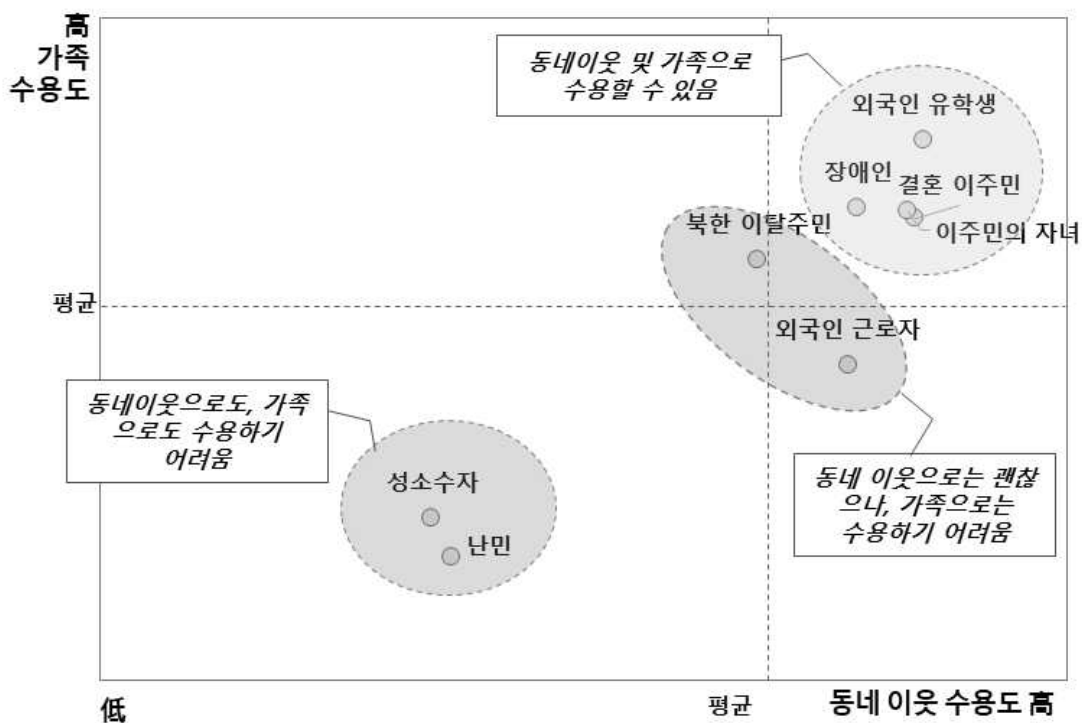 高
가족
수용도
동네이웃 및 가족으로
수용할 수 있음
외국인 유학생
장애인
결혼 이주민
이주민의 자녀
북한 이탈주민
평균
외국인 근로자
동네이웃으로도, 가족
으로도 수용하기
어려움
동네 이웃으로는 괜찮
으나, 가족으로는
수용하기 어려움
성소수자
난민
低
평균
동네 이웃 수용도 高